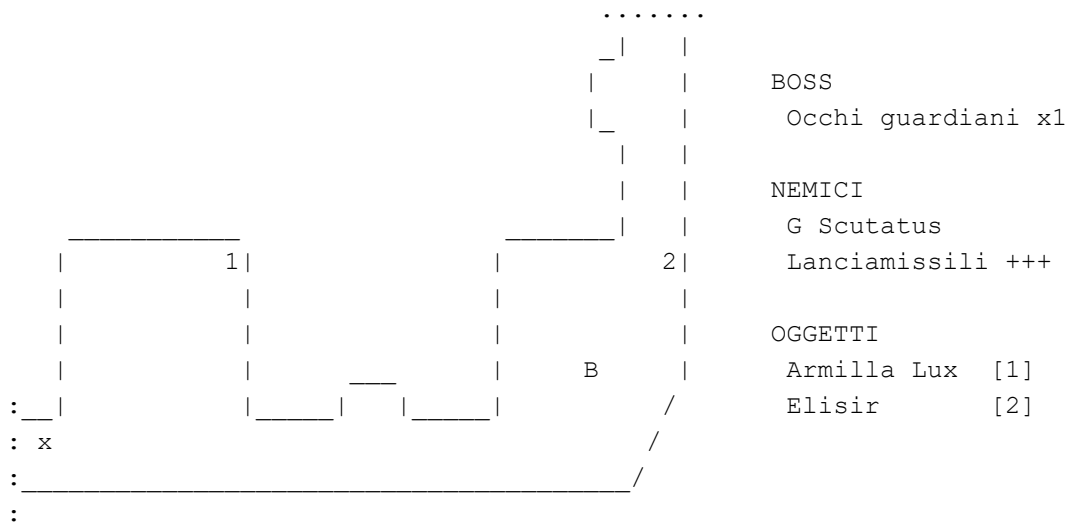 BOSS
Occhi guardiani x1
NEMICI
G Scutatus
1
2
Lanciamissili +++
OGGETTI
B
Armilla Lux [1]
Elisir [2]
x